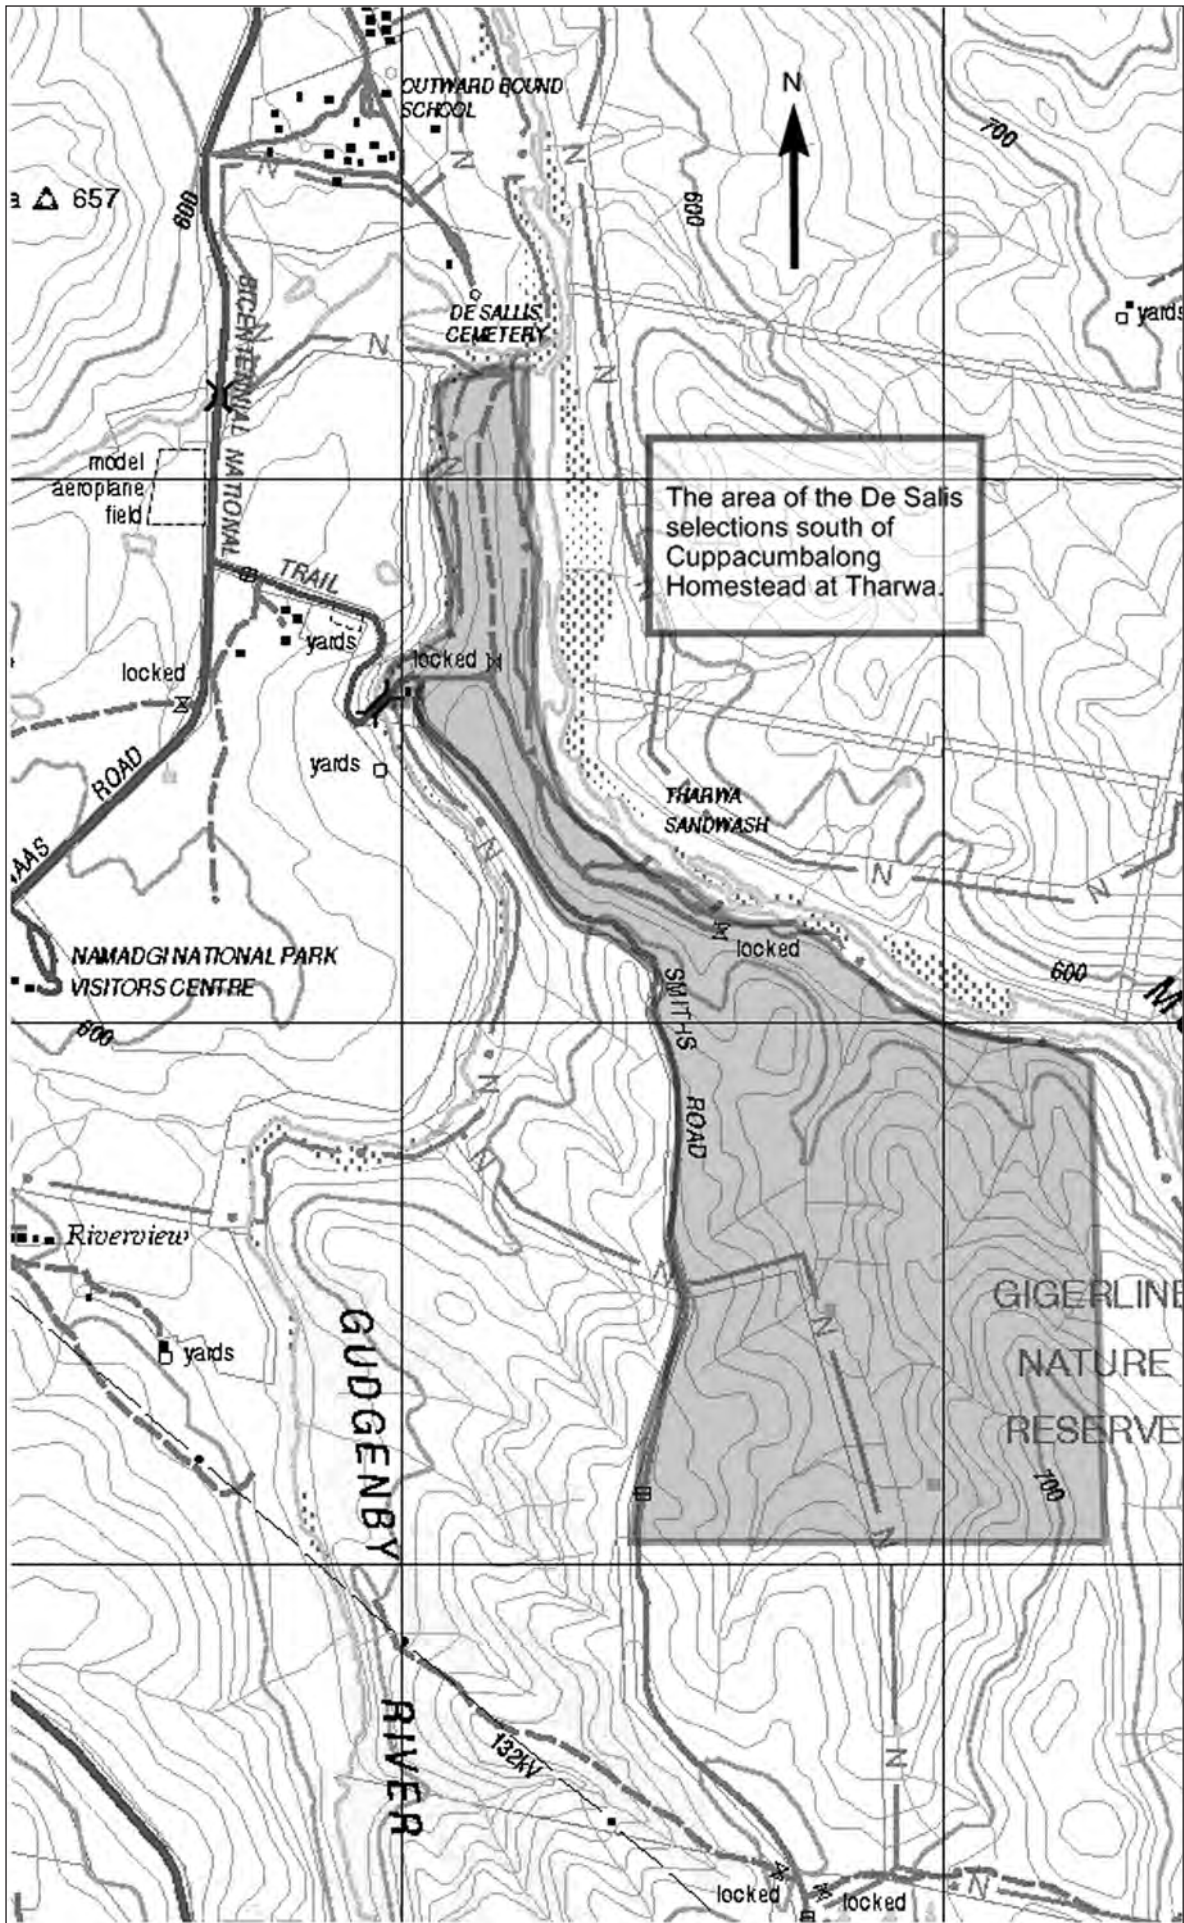 OUTWARD BOUND
SCHOOL
N
N
N
N
700
600
600
a △ 657
yards
DE SALLIS
CEMETERY
N
BICENTENNIAL NATIONAL
TRAIL
N
N
model
aeroplane
field
The area of the De Salis
selections south of
Cuppacumbalong
Homestead at Tharwa.
yards
locked
locked
yards
ROAD
AAS
THARWA
SANDWASH
N
N
N
locked
NAMADGI NATIONAL PARK
VISITORS CENTRE
600
600
M
SMITHS
ROAD
N
N
N
Riverview
yards
N
GIGERLINE
NATURE
RESERVE
700
N
GUDGENBY
RIVER
132kV
N
locked
locked
N